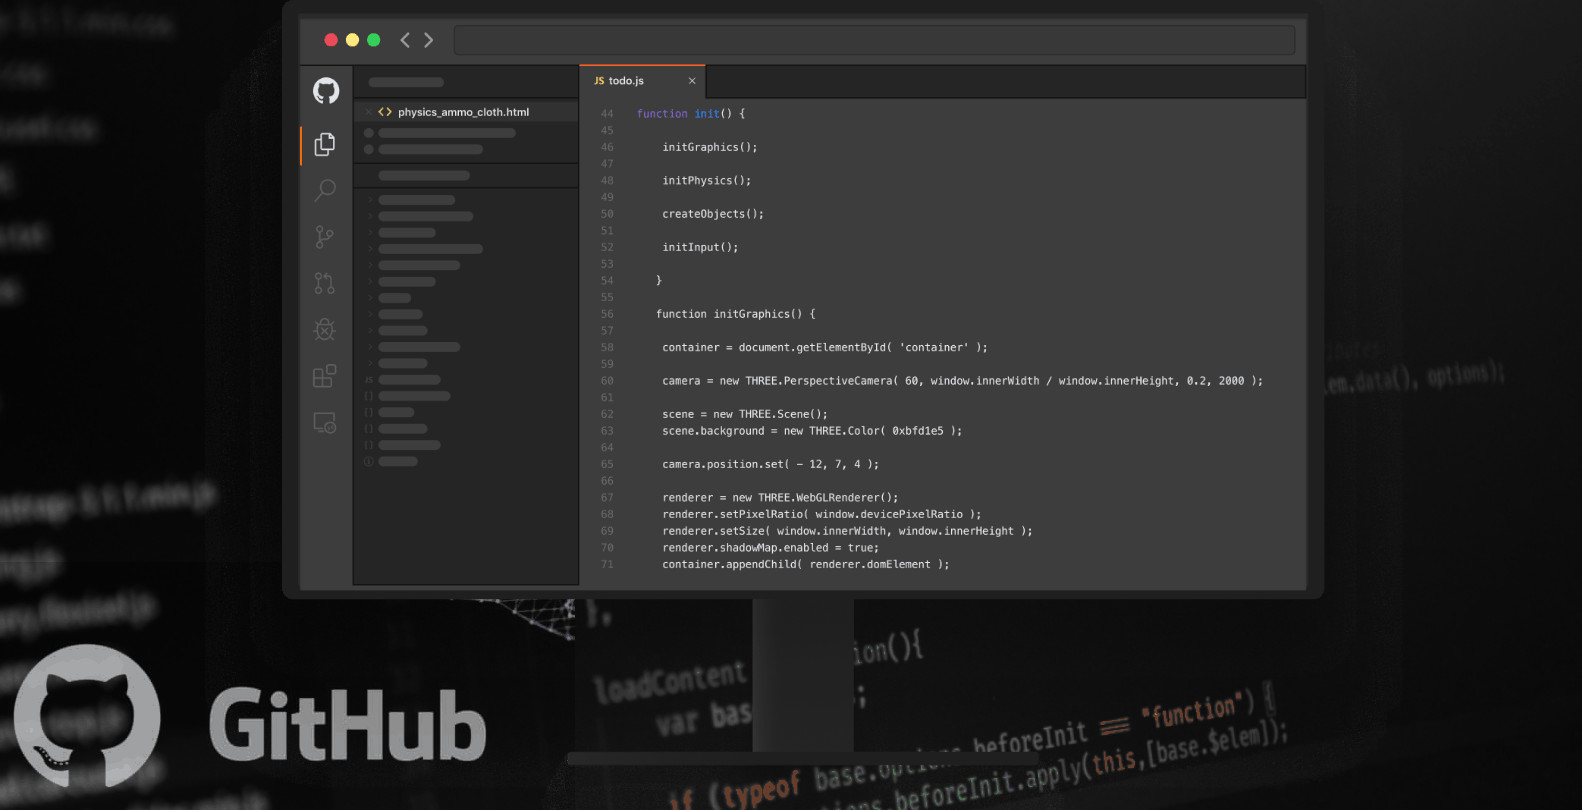 JS todo.js
physics_ammo_cloth.html
44 function init() {
45
46 initGraphics();
47
48 initPhysics();
49
50 createObjects();
51
52 initInput();
53
54 }
55
56 function initGraphics() {
57
58 container = document.getElementById( 'container' );
59
60 camera = new THREE.PerspectiveCamera( 60, window.innerWidth / window.innerHeight, 0.2, 2000 );
61
62 scene = new THREE.Scene();
63 scene.background = new THREE.Color( 0xbfd1e5 );
64
65 camera.position.set( - 12, 7, 4 );
66
67 renderer = new THREE.WebGLRenderer();
68 renderer.setPixelRatio( window.devicePixelRatio );
69 renderer.setSize( window.innerWidth, window.innerHeight );
70 renderer.shadowMap.enabled = true;
71 container.appendChild( renderer.domElement );
JS
.data(), options);
GitHub
},
loadContent ion(){
var bas ;
if (typeof base.options.beforeInit === "function") {
.beforeInit.apply(this,[base.$elem]);